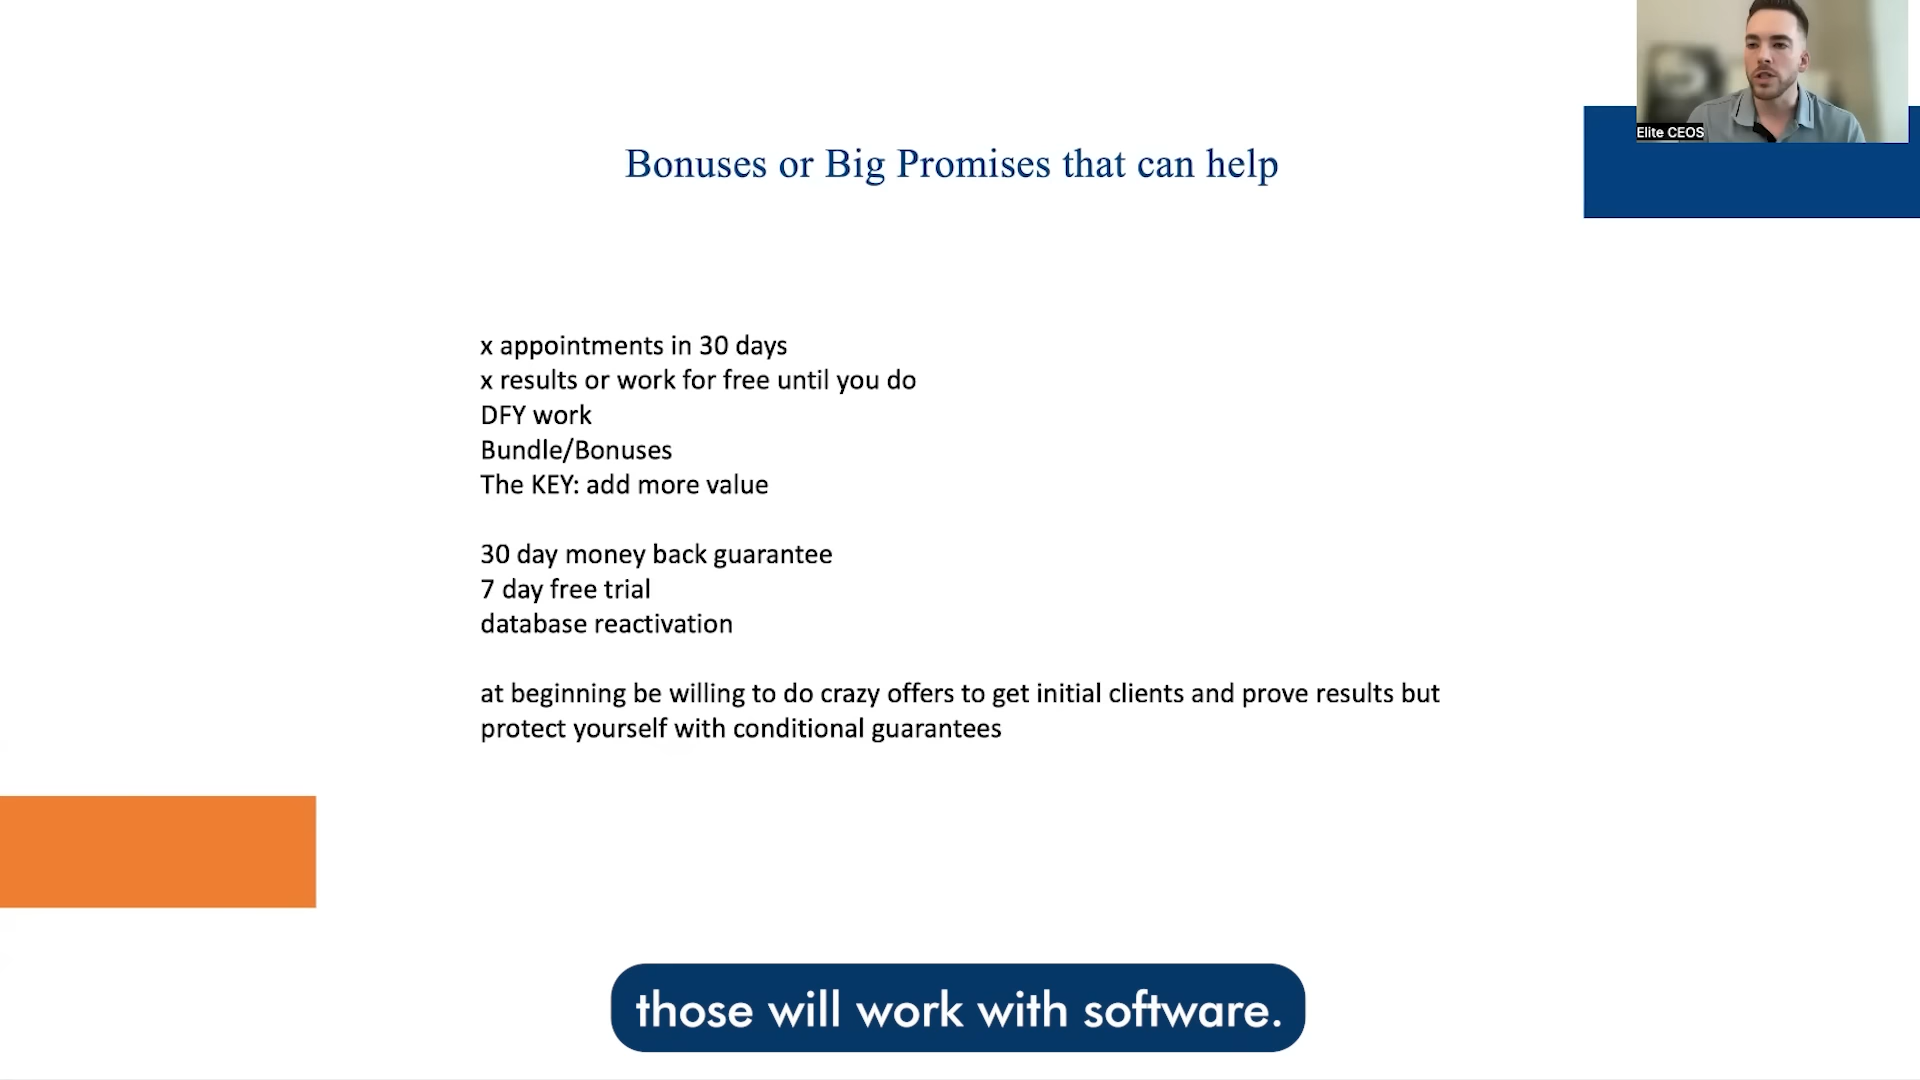 Elite CEOS
Bonuses or Big Promises that can help
x appointments in 30 days
x results or work for free until you do
DFY work
Bundle/Bonuses
The KEY: add more value
30 day money back guarantee
7 day free trial
database reactivation
at beginning be willing to do crazy offers to get initial clients and prove results but
protect yourself with conditional guarantees
those will work with software.